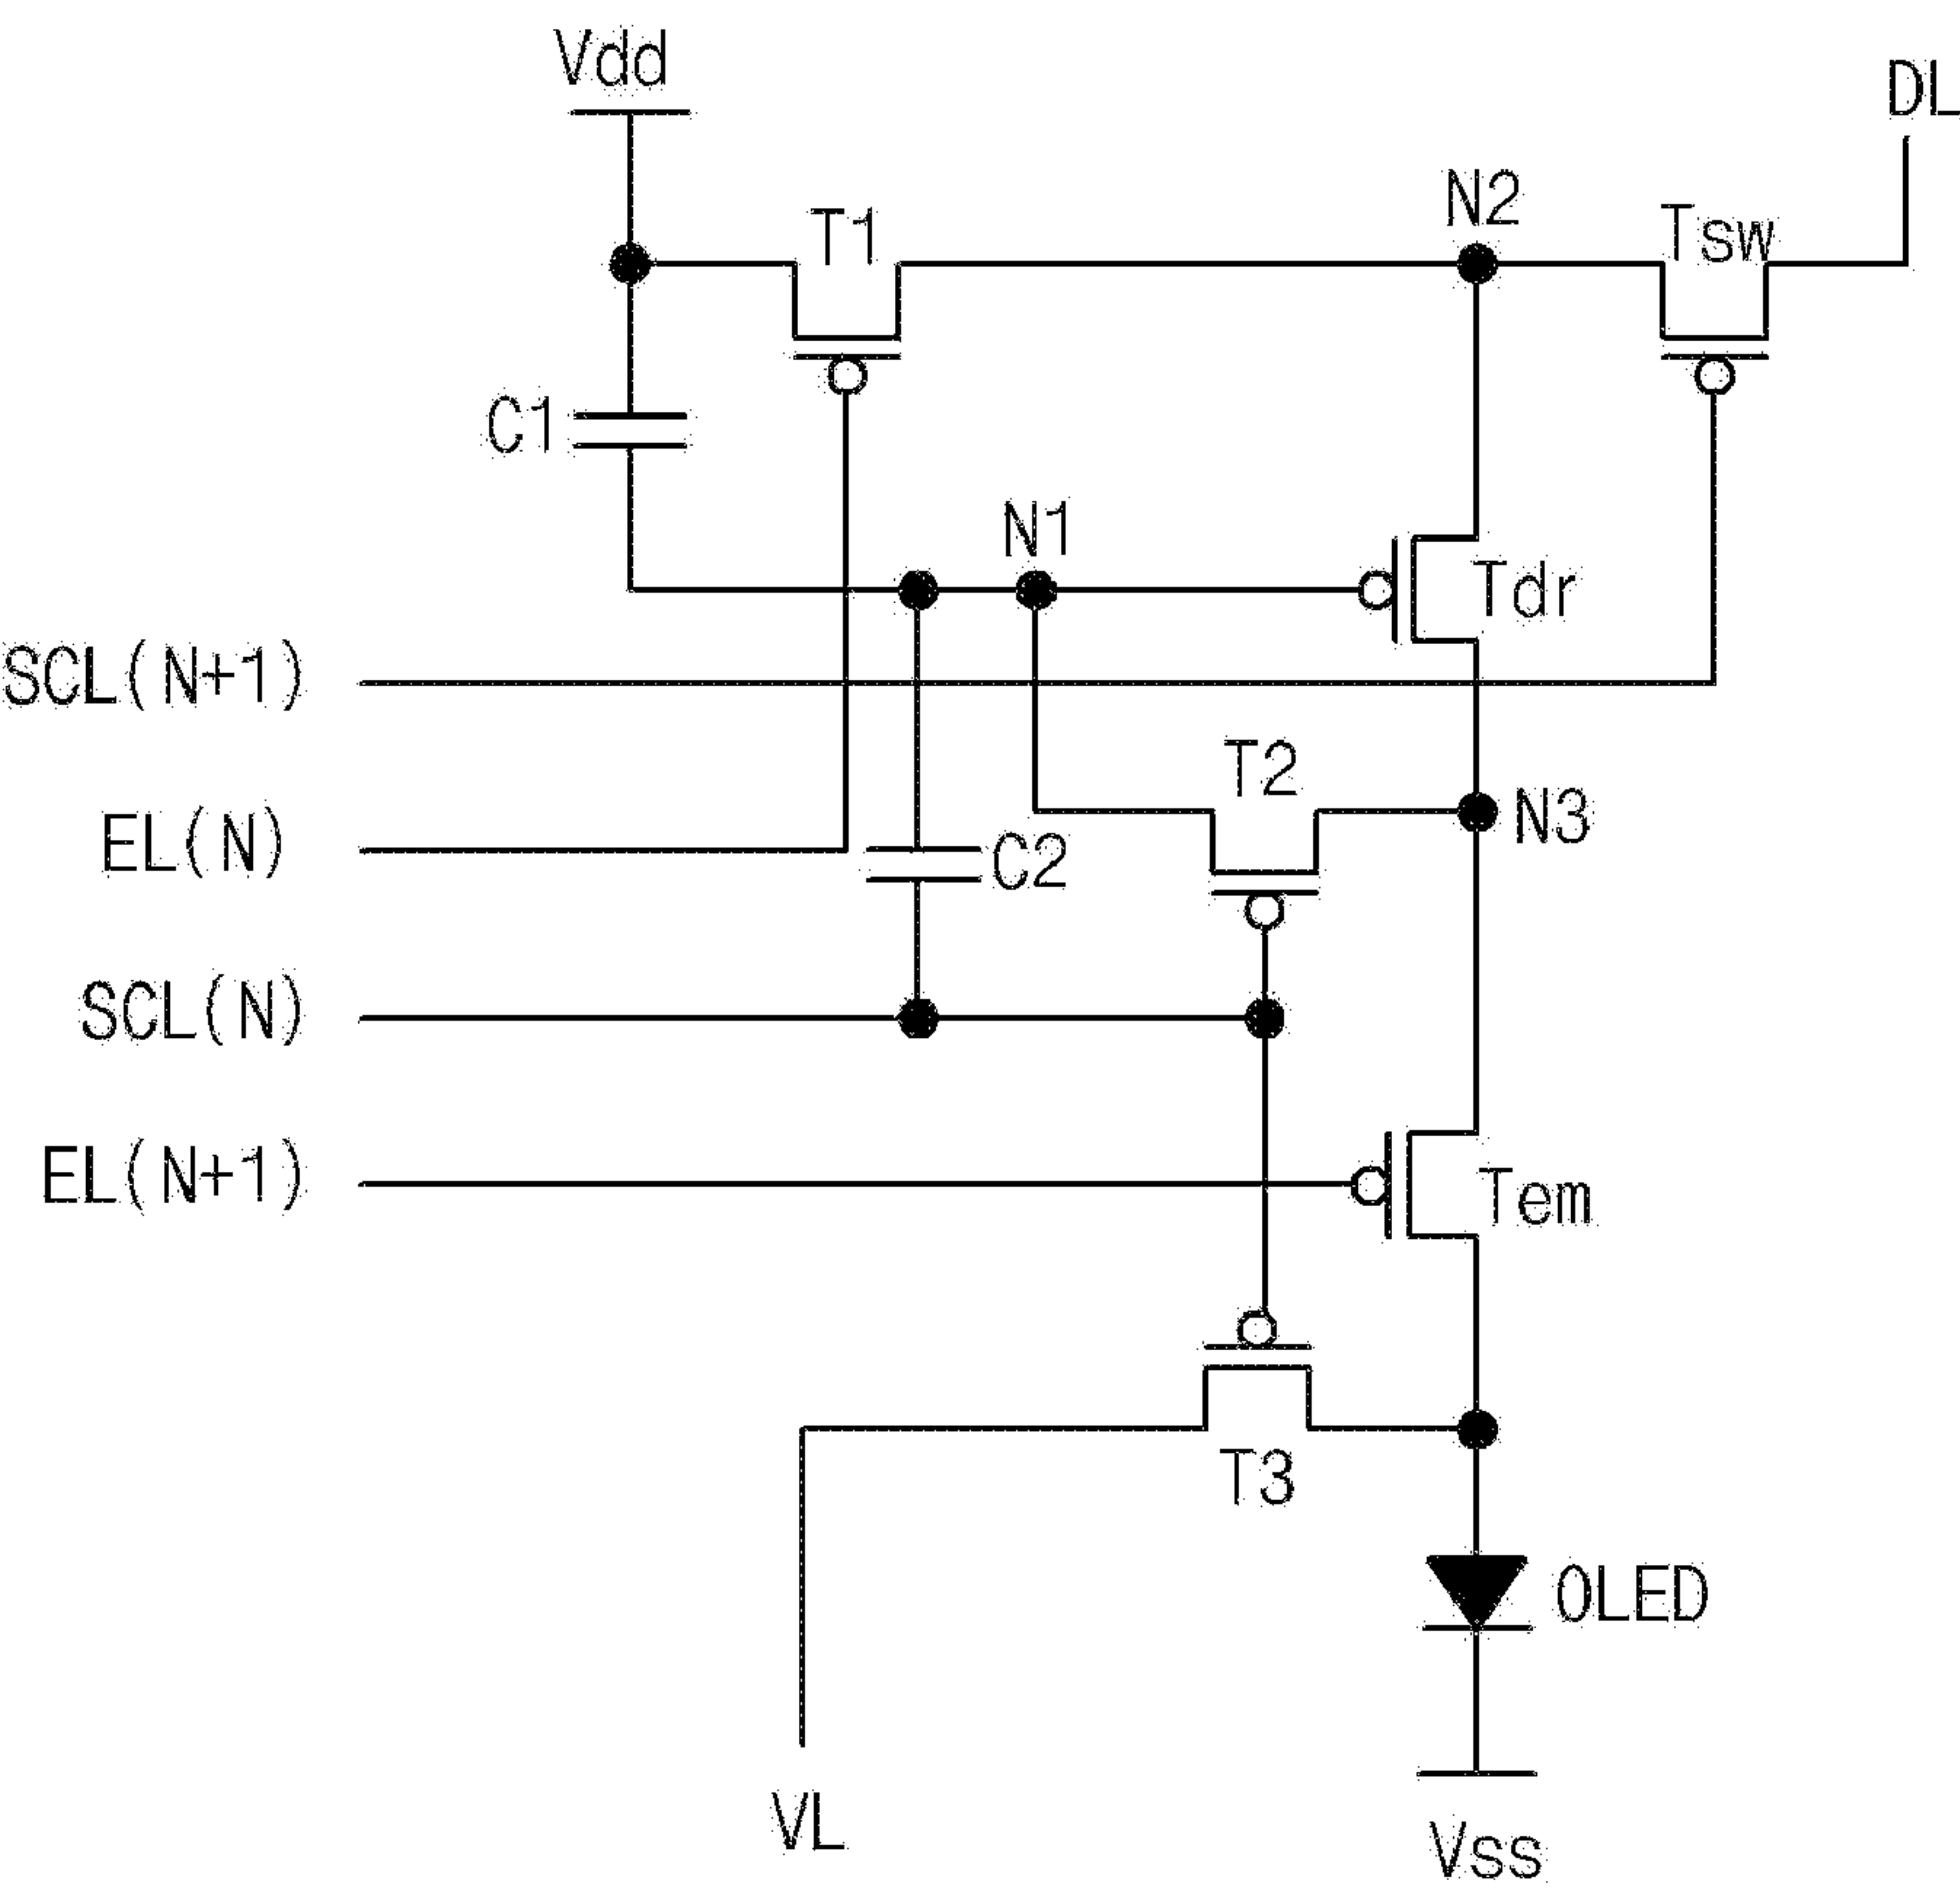 Vdd
DL
N2
T1
Tsw
C1
N1
Tdr
SCL(N+1)
T2
N3
EL(N)
C2
SCL(N)
EL(N+1)
Tem
T3
OLED
VL
Vss